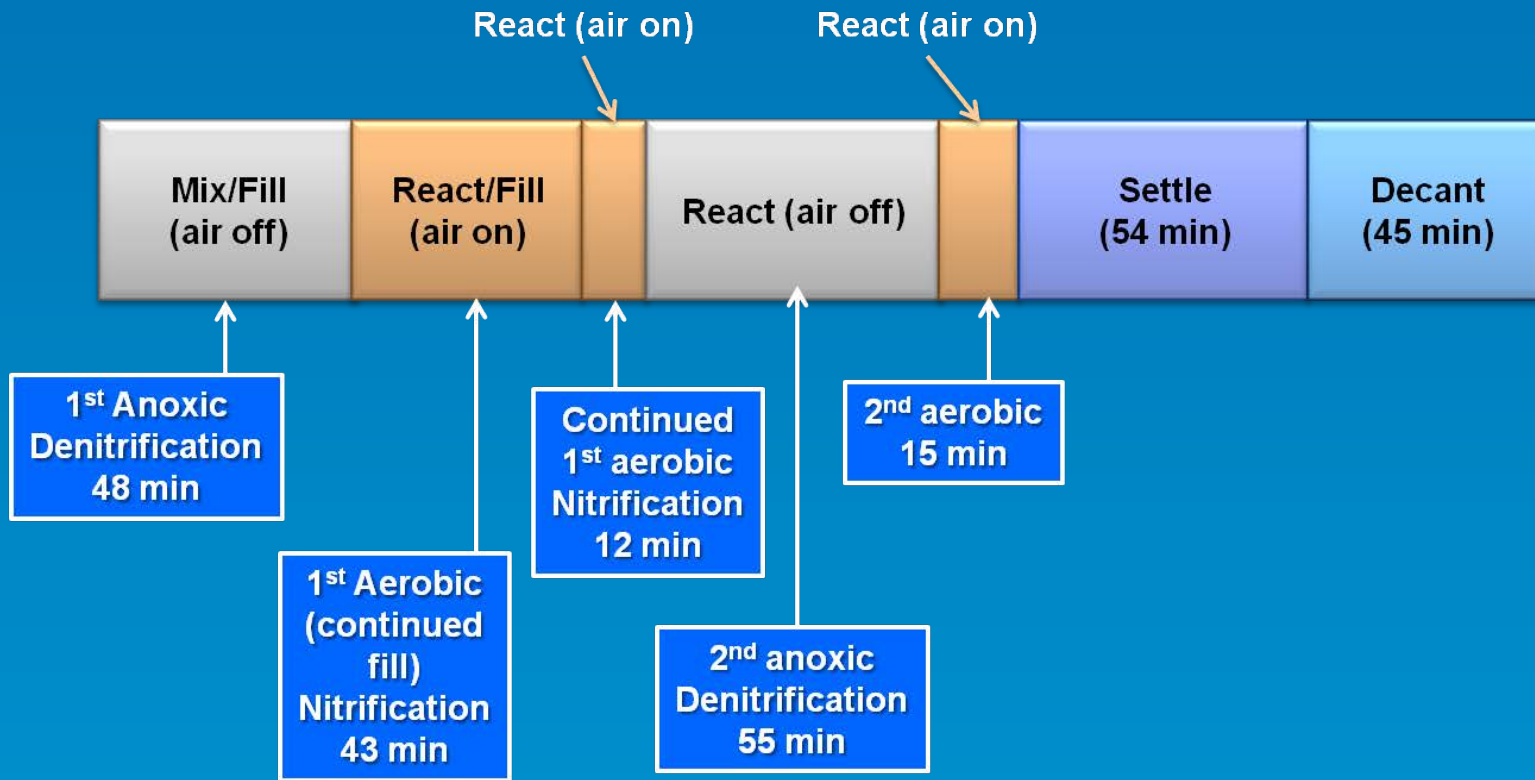 React (air on)
React (air on)
Mix/Fill
(air off)
React/Fill
(air on)
React (air off)
Settle
(54 min)
Decant
(45 min)
1st Anoxic
Denitrification
48 min
1st Aerobic
(continued
fill)
Nitrification
43 min
Continued
1st aerobic
Nitrification
12 min
2nd anoxic
Denitrification
55 min
2nd aerobic
15 min